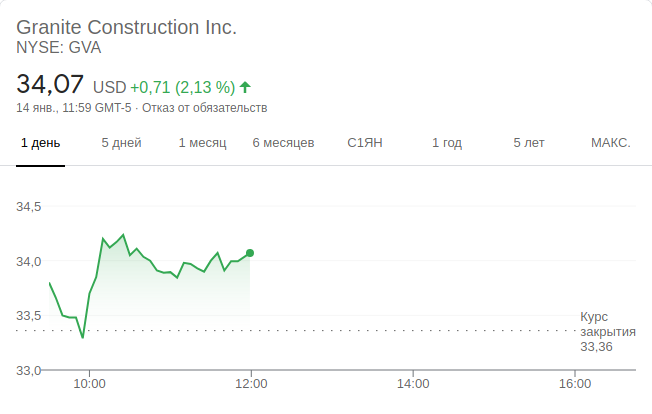 Granite Construction Inc.
NYSE: GVA
34,07 USD +0,71 (2,13 %)
14 янв., 11:59 GMT-5 · Отказ от обязательств
1 день 5 дней 1 месяц 6 месяцев С1ЯН 1 год 5 лет МАКС.
34,5
34,0
33,5
Курс
закрытия
33,36
33,0
10:00 12:00 14:00 16:00